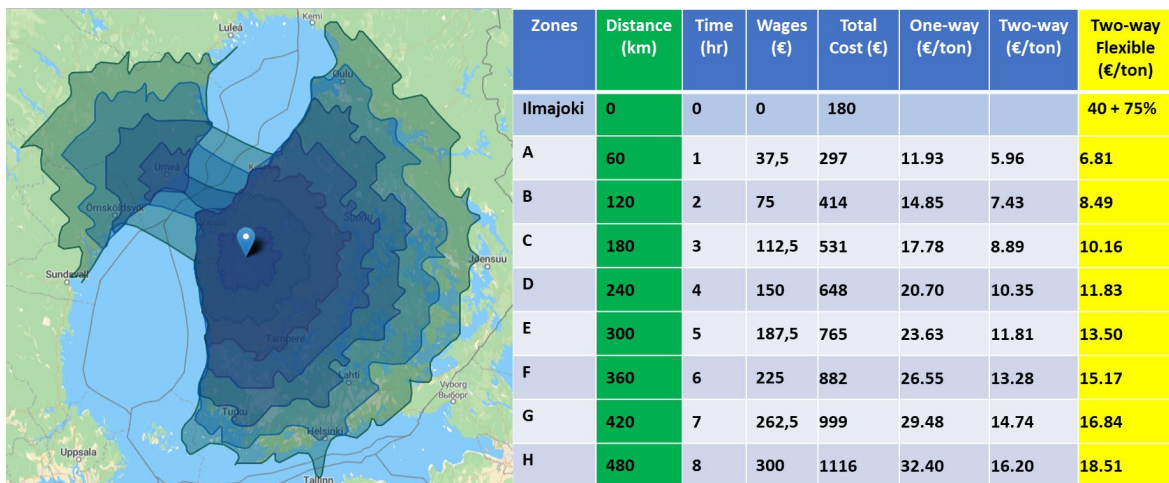 Kemi
Luleå
Oulu
Umeå
Örnsköldsvik
Sundsvall
Joensuu
Tampere
Lahti
Vyborg
Выборг
Turku
Helsinki
Uppsala
Tallinn
Zones Distance (km) Time (hr) Wages (€) Total Cost (€) One-way (€/ton) Two-way (€/ton) Two-way Flexible (€/ton)
Ilmajoki 0 0 0 180 40 + 75%
A 60 1 37,5 297 11.93 5.96 6.81
B 120 2 75 414 14.85 7.43 8.49
C 180 3 112,5 531 17.78 8.89 10.16
D 240 4 150 648 20.70 10.35 11.83
E 300 5 187,5 765 23.63 11.81 13.50
F 360 6 225 882 26.55 13.28 15.17
G 420 7 262,5 999 29.48 14.74 16.84
H 480 8 300 1116 32.40 16.20 18.51